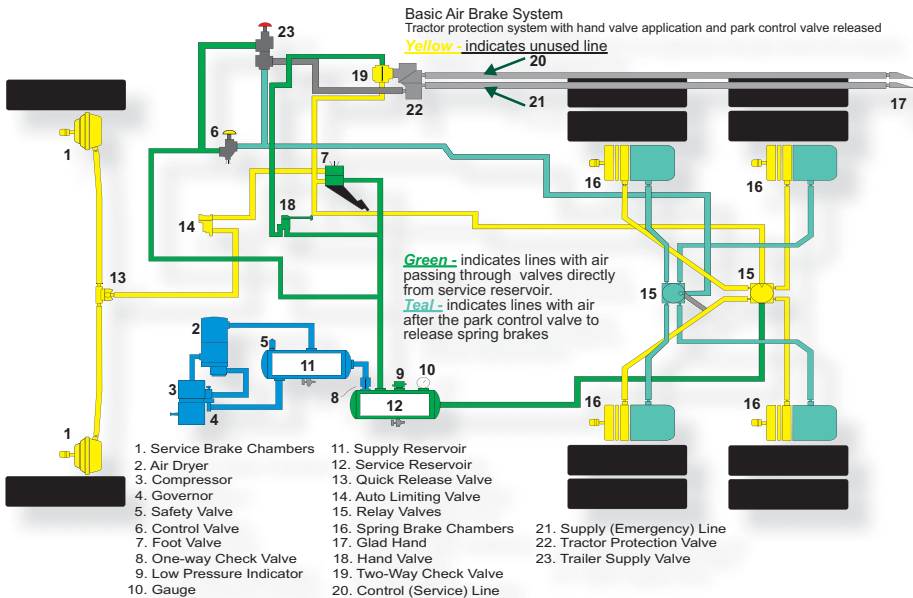 Basic Air Brake System
Tractor protection system with hand valve application and park control valve released
Yellow - indicates unused line
23
20
19
22
21
17
1
6
7
16
16
18
14
13
Green - indicates lines with air
passing through valves directly
from service reservoir.
Teal - indicates lines with air
after the park control valve to
release spring brakes
15
15
2
5
11
3
4
8
9
10
12
16
16
1
1. Service Brake Chambers
2. Air Dryer
3. Compressor
4. Governor
5. Safety Valve
6. Control Valve
7. Foot Valve
8. One-way Check Valve
9. Low Pressure Indicator
10. Gauge
11. Supply Reservoir
12. Service Reservoir
13. Quick Release Valve
14. Auto Limiting Valve
15. Relay Valves
16. Spring Brake Chambers
17. Glad Hand
18. Hand Valve
19. Two-Way Check Valve
20. Control (Service) Line
21. Supply (Emergency) Line
22. Tractor Protection Valve
23. Trailer Supply Valve